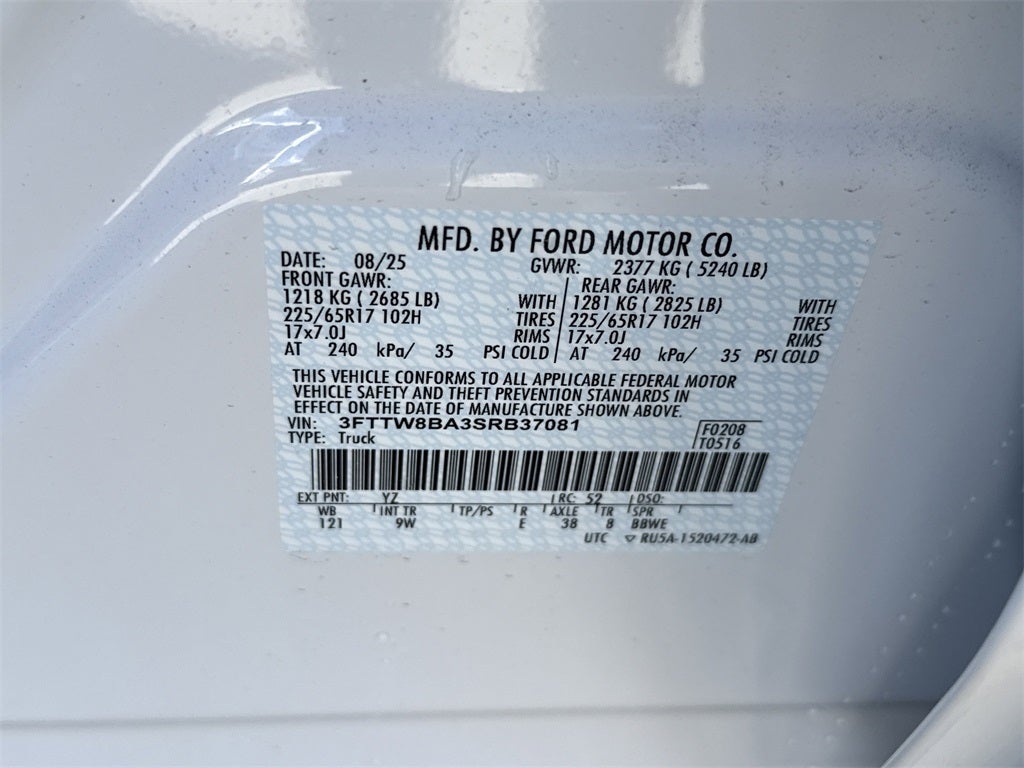 MFD. BY FORD MOTOR CO.
DATE: 08/25 GVWR: 2377 KG ( 5240 LB)
FRONT GAWR: REAR GAWR:
1218 KG ( 2685 LB) WITH 1281 KG ( 2825 LB) WITH
225/65R17 102H TIRES 225/65R17 102H TIRES
17x7.0J RIMS 17x7.0J RIMS
AT 240 kPa/ 35 PSI COLD AT 240 kPa/ 35 PSI COLD
THIS VEHICLE CONFORMS TO ALL APPLICABLE FEDERAL MOTOR
VEHICLE SAFETY AND THEFT PREVENTION STANDARDS IN
EFFECT ON THE DATE OF MANUFACTURE SHOWN ABOVE.
VIN: 3FTTW8BA3SRB37081 F0208
TYPE: Truck T0516
EXT PNT: YZ RC: 52 DSO:
WB INT TR TP/PS R AXLE TR SPR
121 9W E 38 8 BBWE
UTC ▽ RU5A-1520472-AB